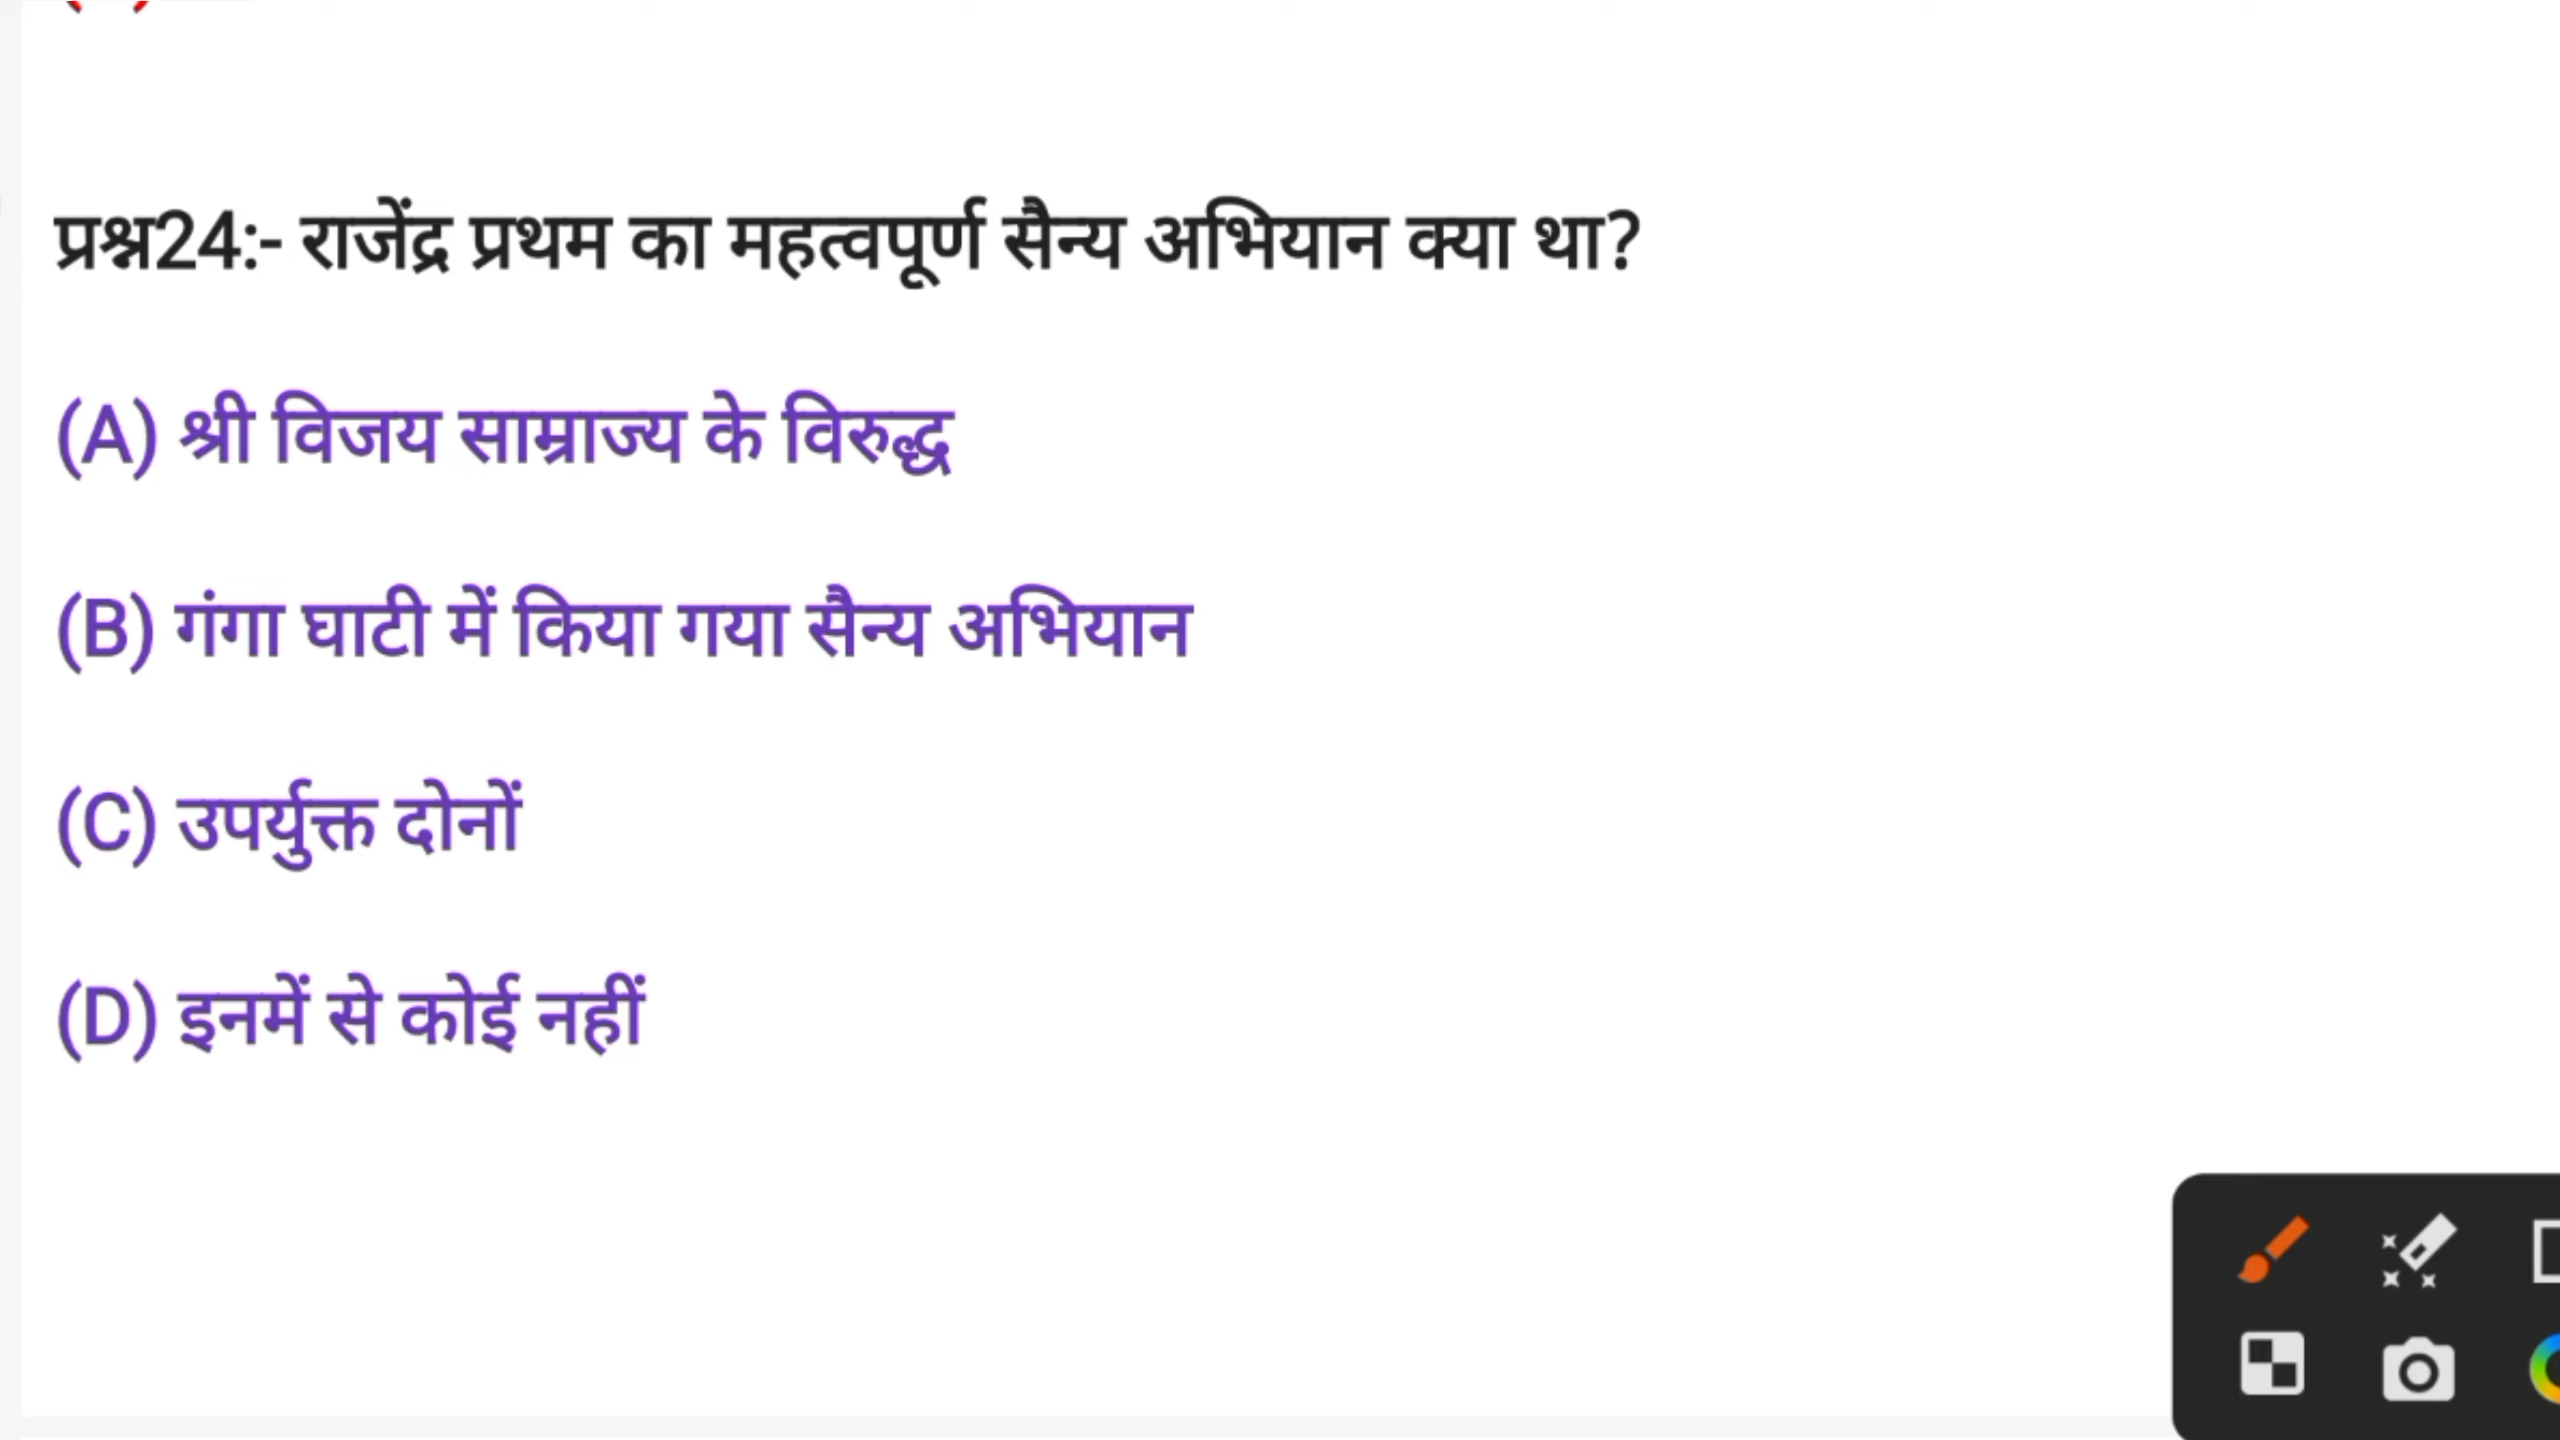 प्रश्न24:- राजेंद्र प्रथम का महत्वपूर्ण सैन्य अभियान क्या था?
(A) श्री विजय साम्राज्य के विरुद्ध
(B) गंगा घाटी में किया गया सैन्य अभियान
(C) उपर्युक्त दोनों
(D) इनमें से कोई नहीं